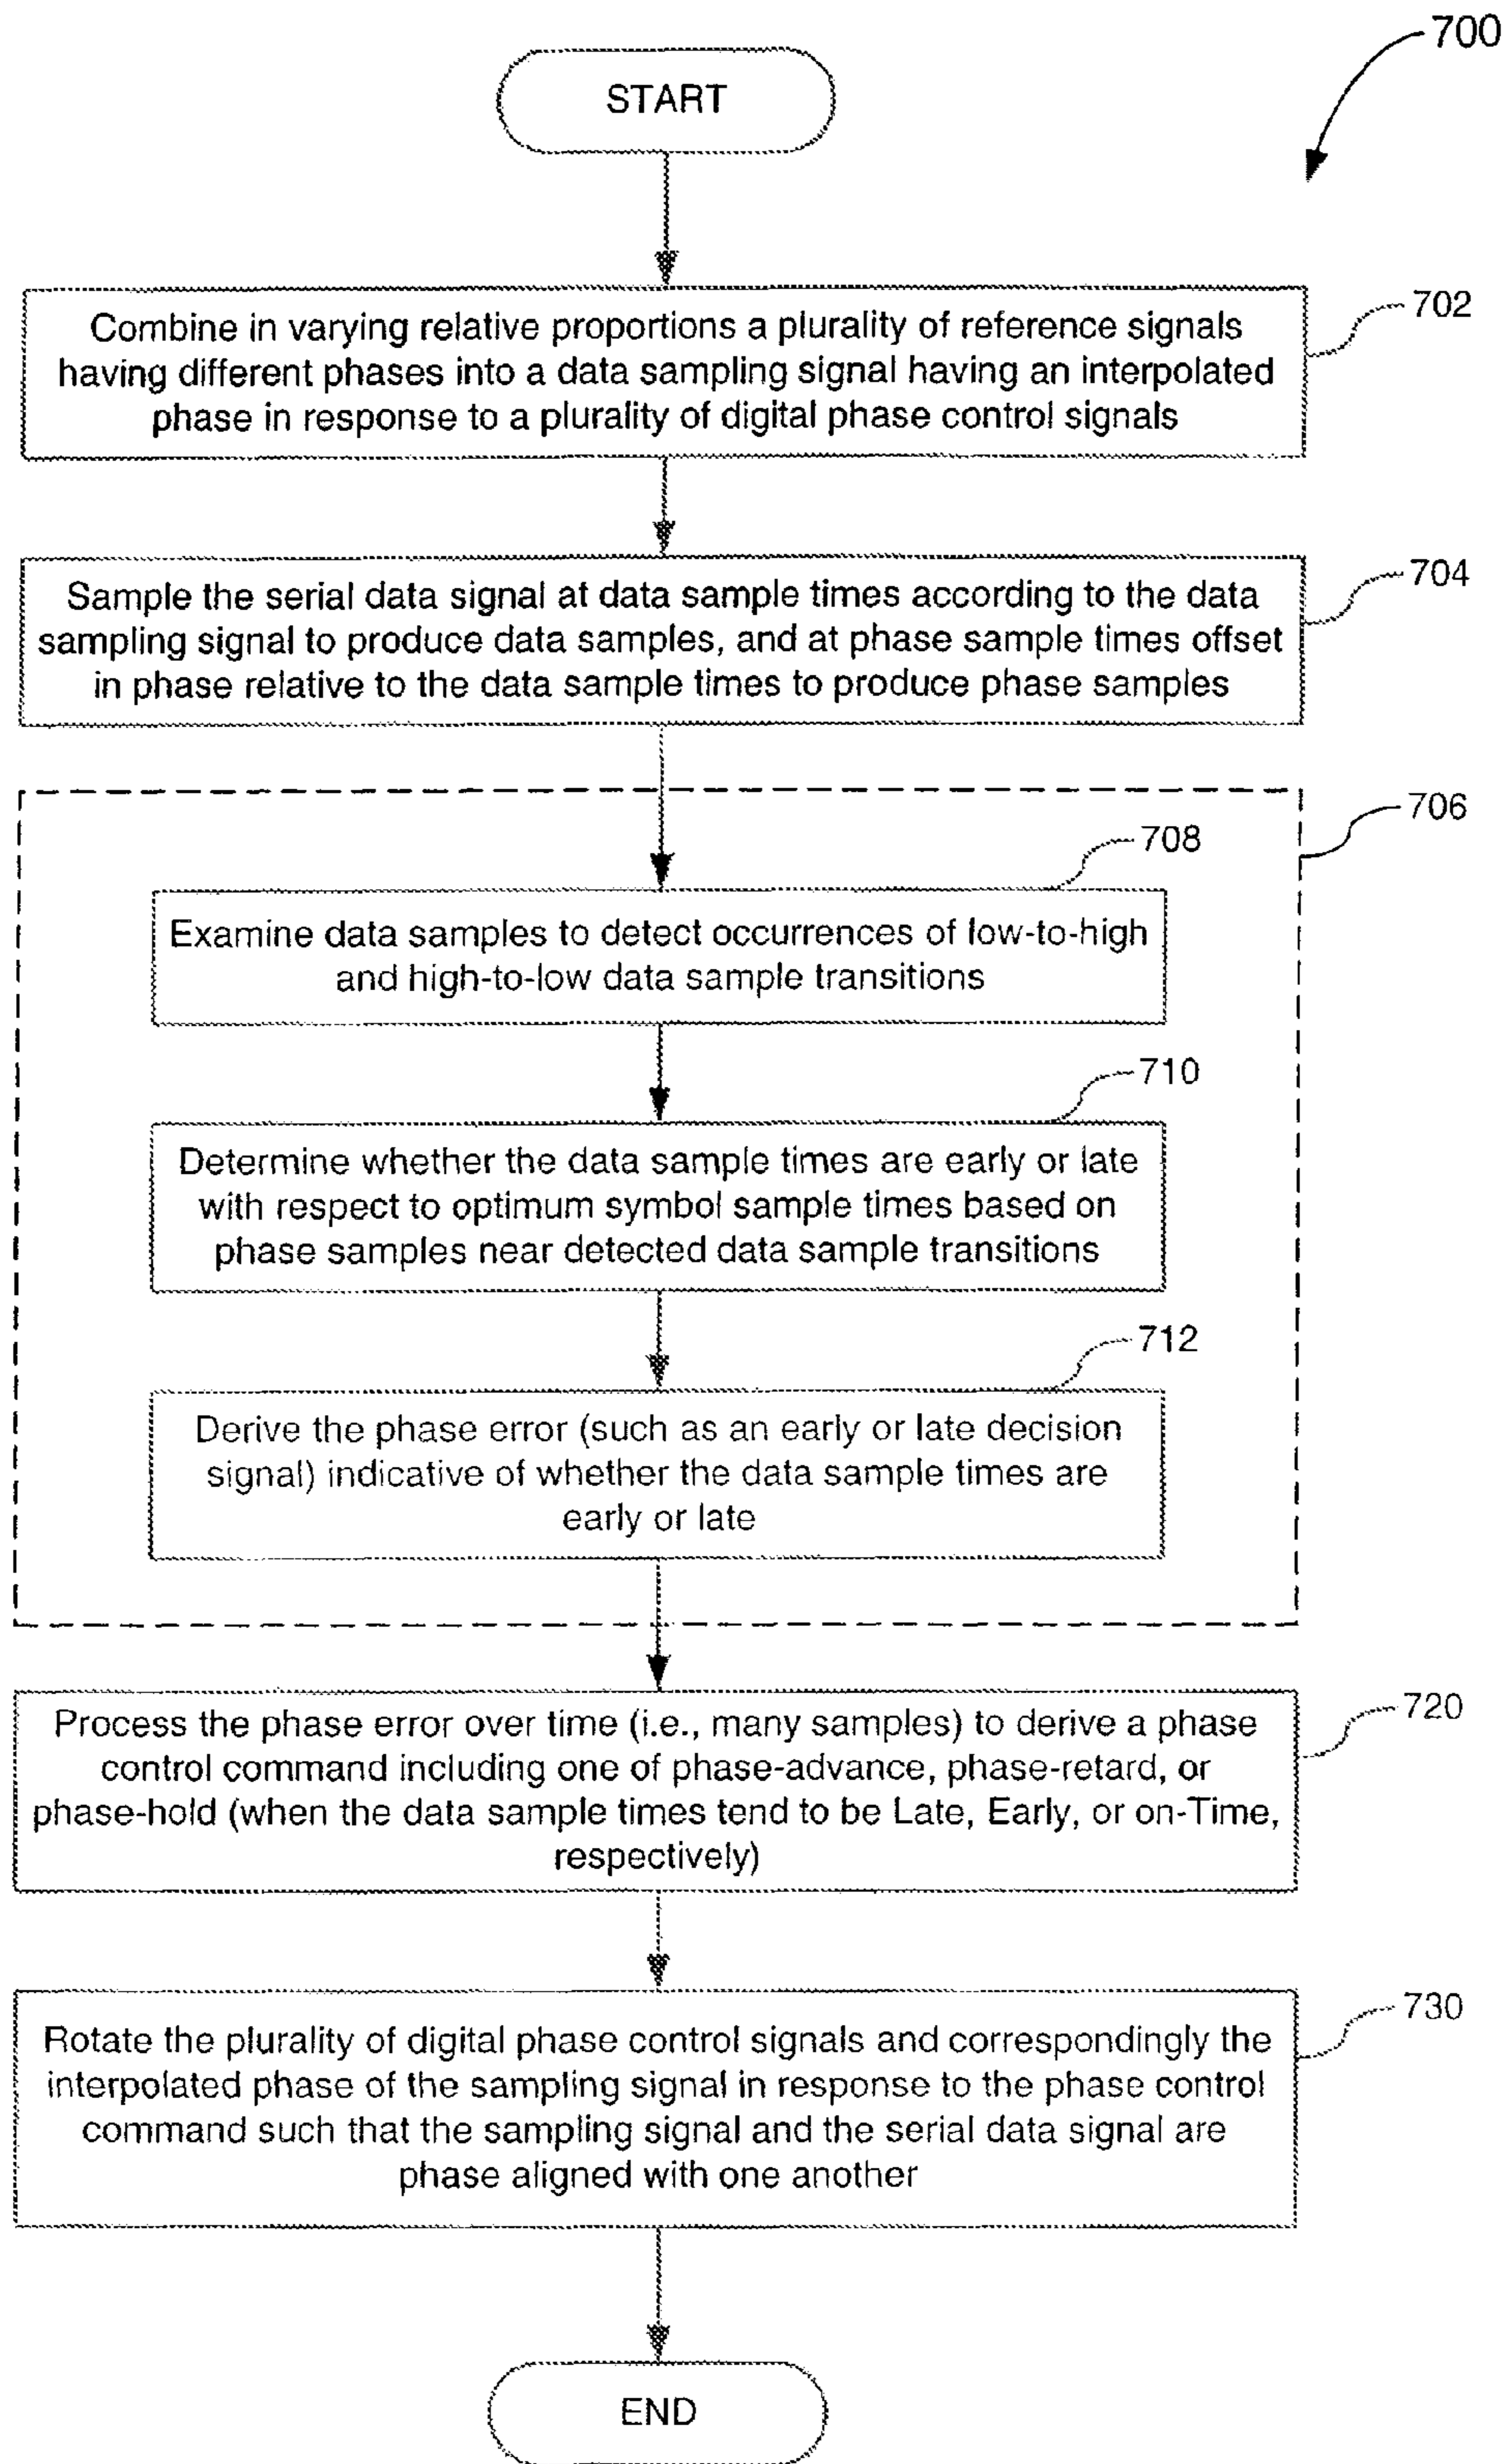 700
START
702
Combine in varying relative proportions a plurality of reference signals
having different phases into a data sampling signal having an interpolated
phase in response to a plurality of digital phase control signals
704
Sample the serial data signal at data sample times according to the data
sampling signal to produce data samples, and at phase sample times offset
in phase relative to the data sample times to produce phase samples
706
708
Examine data samples to detect occurrences of low-to-high
and high-to-low data sample transitions
710
Determine whether the data sample times are early or late
with respect to optimum symbol sample times based on
phase samples near detected data sample transitions
712
Derive the phase error (such as an early or late decision
signal) indicative of whether the data sample times are
early or late
720
Process the phase error over time (i.e., many samples) to derive a phase
control command including one of phase-advance, phase-retard, or
phase-hold (when the data sample times tend to be Late, Early, or on-Time,
respectively)
730
Rotate the plurality of digital phase control signals and correspondingly the
interpolated phase of the sampling signal in response to the phase control
command such that the sampling signal and the serial data signal are
phase aligned with one another
END